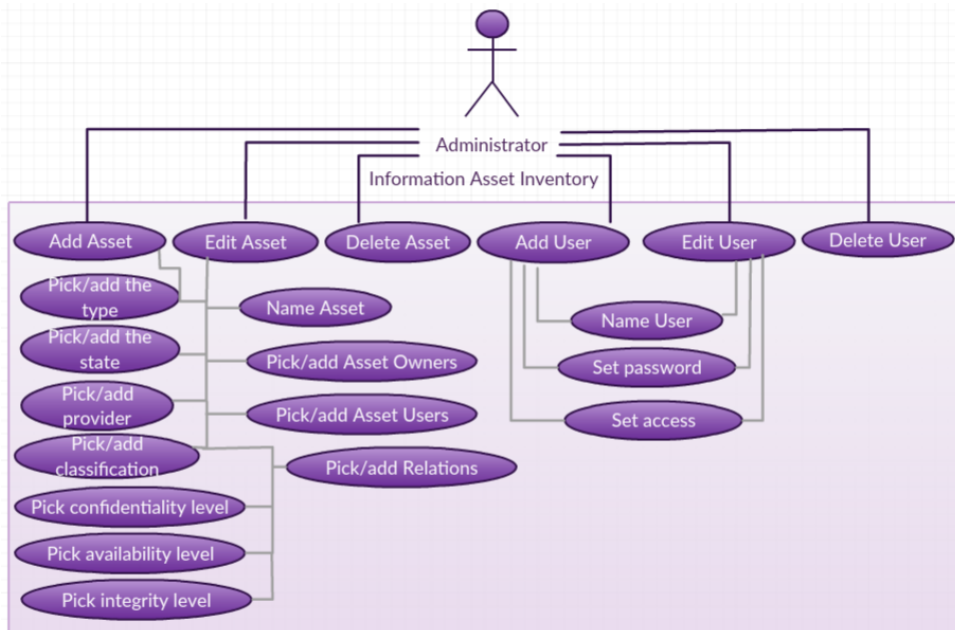 Administrator
Information Asset Inventory
Add Asset
Edit Asset
Delete Asset
Add User
Edit User
Delete User
Pick/add the
type
Name Asset
Name User
Pick/add the
state
Pick/add Asset Owners
Set password
Pick/add
provider
Pick/add Asset Users
Set access
Pick/add
classification
Pick/add Relations
Pick confidentiality level
Pick availability level
Pick integrity level